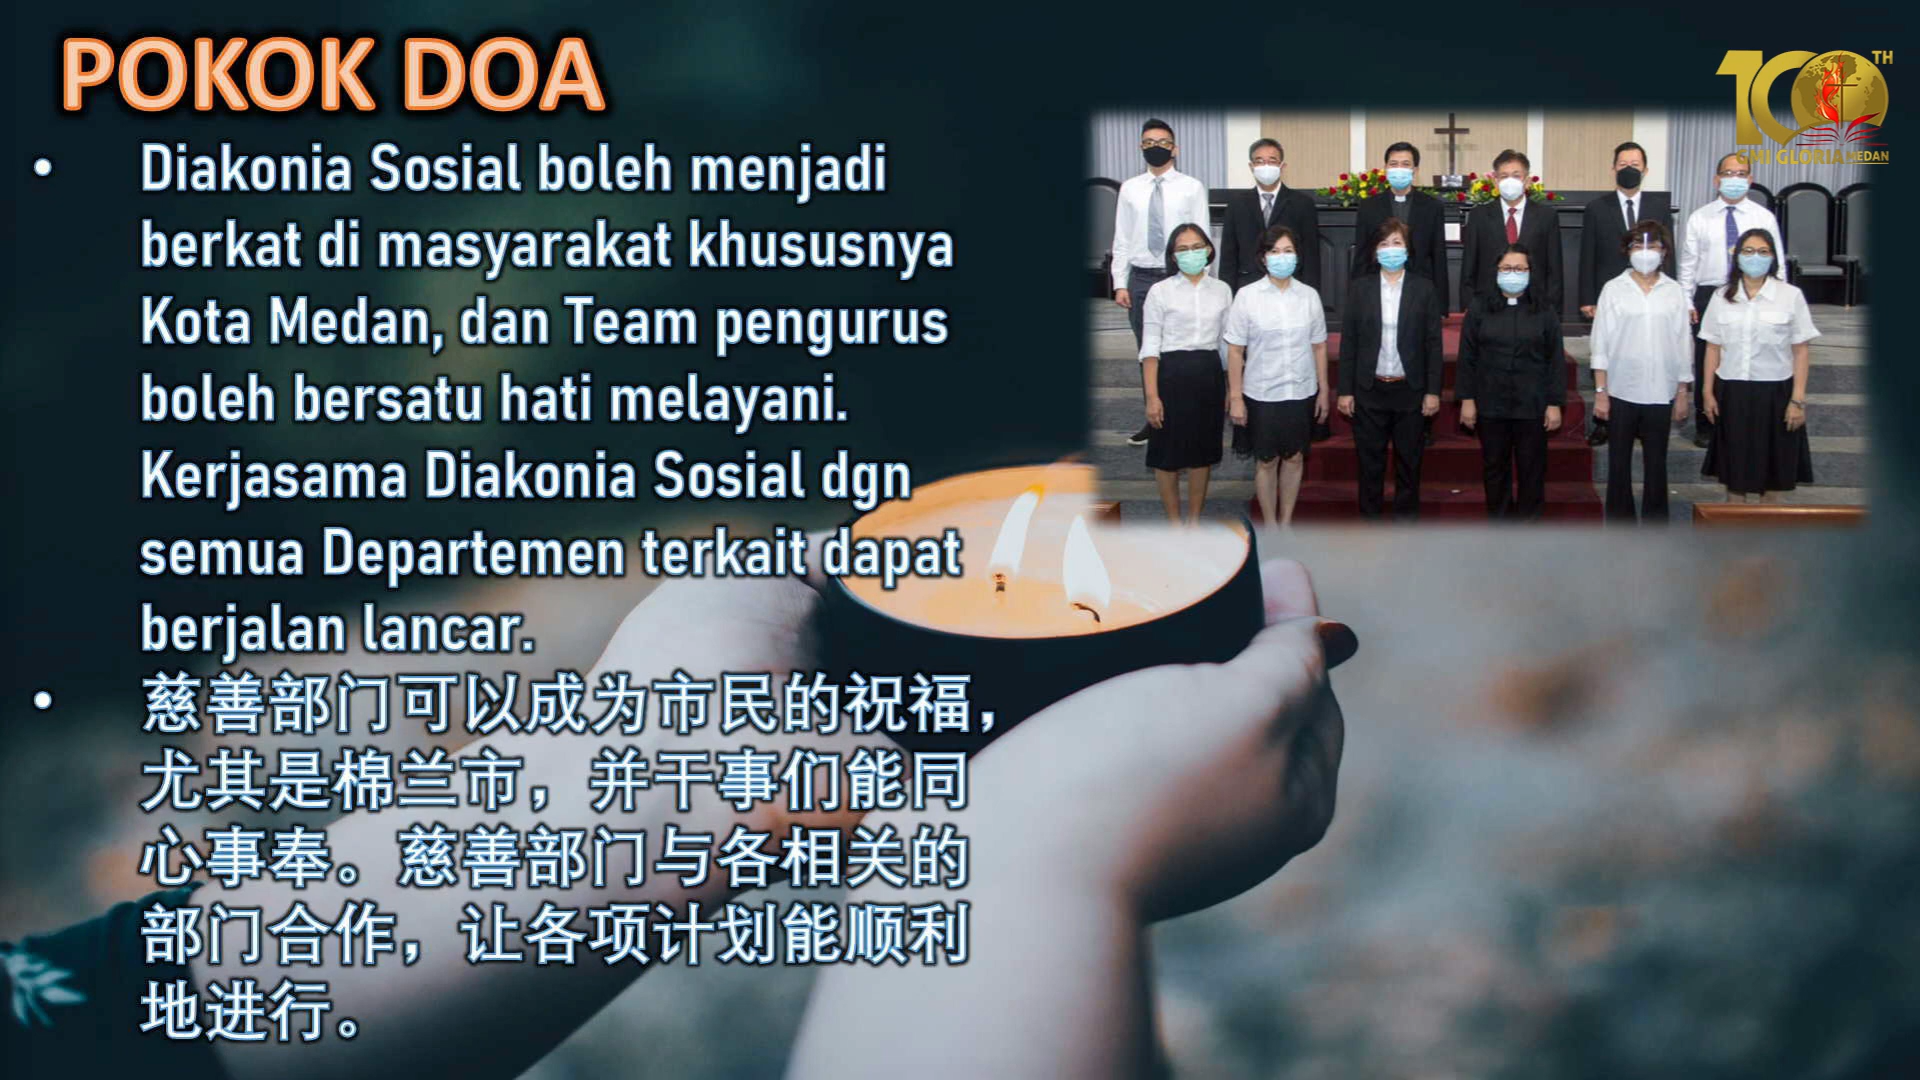 POKOK DOA
100TH
GMI GLORIA MEDAN
• Diakonia Sosial boleh menjadi
berkat di masyarakat khususnya
Kota Medan, dan Team pengurus
boleh bersatu hati melayani.
Kerjasama Diakonia Sosial dgn
semua Departemen terkait dapat
berjalan lancar.
• 慈善部门可以成为市民的祝福，
尤其是棉兰市，并干事们能同
心事奉。慈善部门与各相关的
部门合作，让各项计划能顺利
地进行。